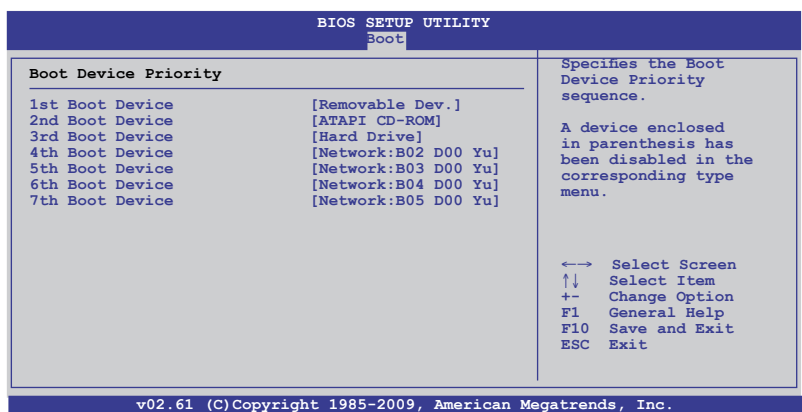 BIOS SETUP UTILITY
Boot
Boot Device Priority
1st Boot Device [Removable Dev.]
2nd Boot Device [ATAPI CD-ROM]
3rd Boot Device [Hard Drive]
4th Boot Device [Network:B02 D00 Yu]
5th Boot Device [Network:B03 D00 Yu]
6th Boot Device [Network:B04 D00 Yu]
7th Boot Device [Network:B05 D00 Yu]
Specifies the Boot
Device Priority
sequence.
A device enclosed
in parenthesis has
been disabled in the
corresponding type
menu.
←→ Select Screen
↑↓ Select Item
+- Change Option
F1 General Help
F10 Save and Exit
ESC Exit
v02.61 (C)Copyright 1985-2009, American Megatrends, Inc.